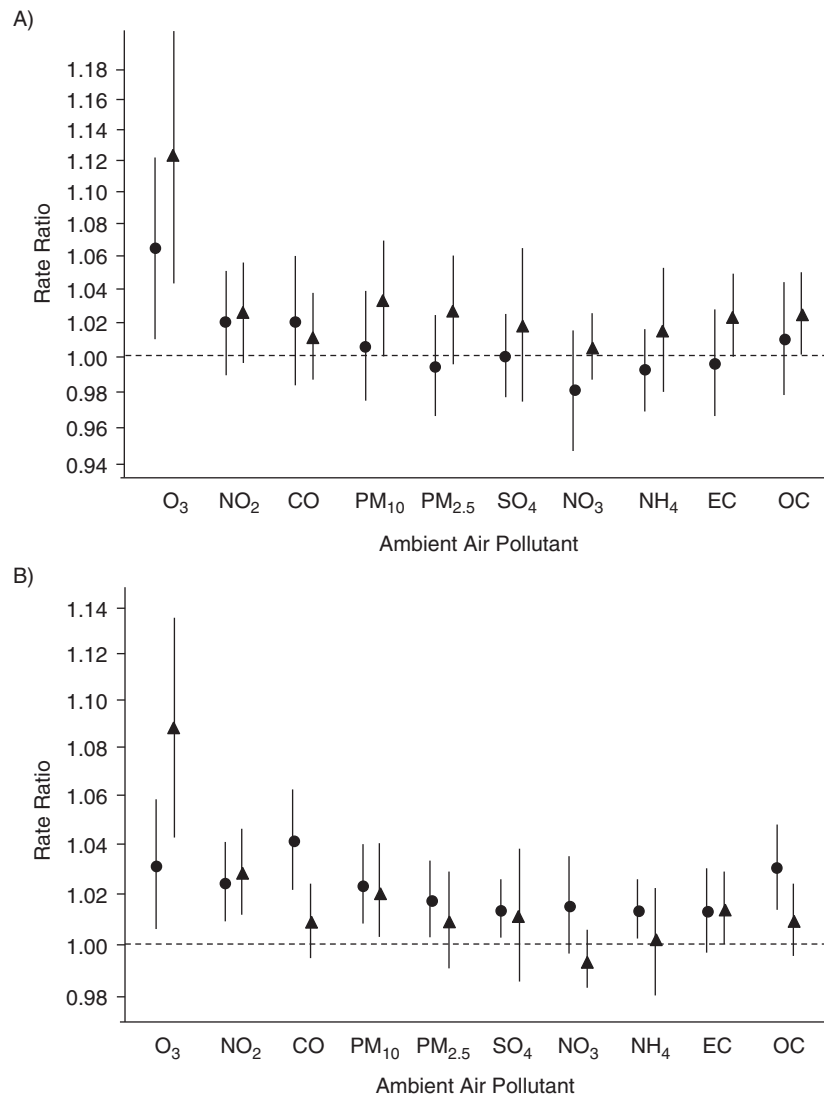 A)
1.18
1.16
1.14
1.12
1.10
1.08
1.06
1.04
1.02
1.00
0.98
0.96
0.94
Rate Ratio
O₃ NO₂ CO PM₁₀ PM₂.₅ SO₄ NO₃ NH₄ EC OC
Ambient Air Pollutant
B)
1.14
1.12
1.10
1.08
1.06
1.04
1.02
1.00
0.98
Rate Ratio
O₃ NO₂ CO PM₁₀ PM₂.₅ SO₄ NO₃ NH₄ EC OC
Ambient Air Pollutant